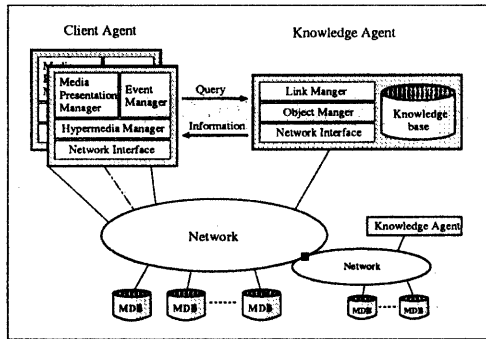 Client Agent
Knowledge Agent
Media
Presentation
Manager
Event
Manager
Hypermedia Manager
Network Interface
Query
Information
Link Manger
Object Manger
Network Interface
Knowledge
base
Network
Knowledge Agent
Network
MDB
MDB
MDB
MDB
MDB